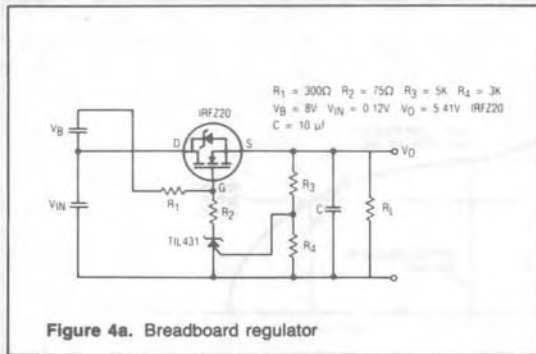 IRFZ20
R1 = 300Ω R2 = 75Ω R3 = 5K R4 = 3K
VB = 8V VIN = 0 12V VO = 5 41V IRFZ20
C = 10 µf
VB
D
S
VO
G
R1
R3
VIN
R2
C
RL
TIL431
R4
Figure 4a. Breadboard regulator